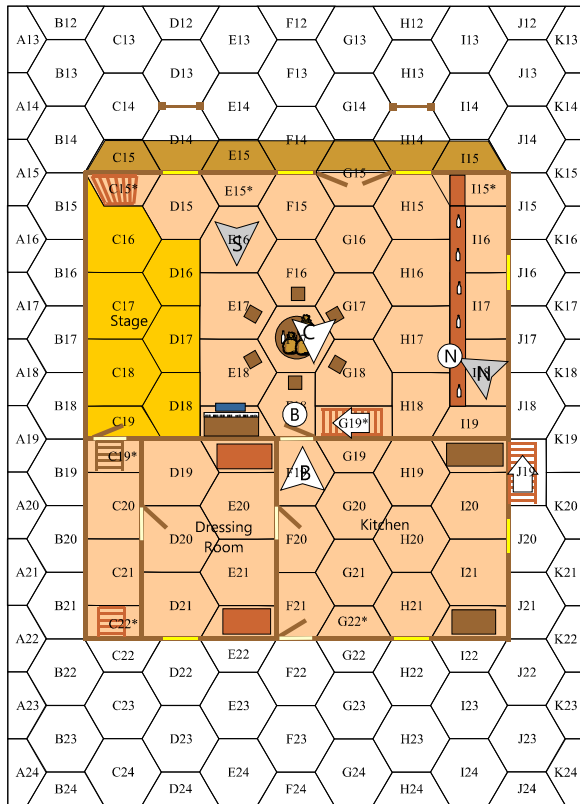 B12 D12 F12 H12 J12
A13 C13 E13 G13 I13 K13
B13 D13 F13 H13 J13
A14 C14 E14 G14 I14 K14
B14 D14 F14 H14 J14
C15 E15 I15
A15 G15 K15
C15* E15* I15*
B15 D15 F15 H15 J15
A16 C16 S G16 I16 K16
B16 D16 F16 H16 J16
A17 C17 E17 G17 I17 K17
Stage
B17 D17 C H17 J17
N
A18 C18 E18 G18 N K18
B18 D18 H18 J18
B
C19 G19* I19
A19 K19
C19* G19
B19 D19 B H19 J19
A20 C20 E20 G20 I20 K20
Dressing
Room
Kitchen
B20 D20 F20 H20 J20
A21 C21 E21 G21 I21 K21
B21 D21 F21 H21 J21
C22* G22*
A22 C22 E22 G22 I22 K22
B22 D22 F22 H22 J22
A23 C23 E23 G23 I23 K23
B23 D23 F23 H23 J23
A24 C24 E24 G24 I24 K24
B24 D24 F24 H24 J24